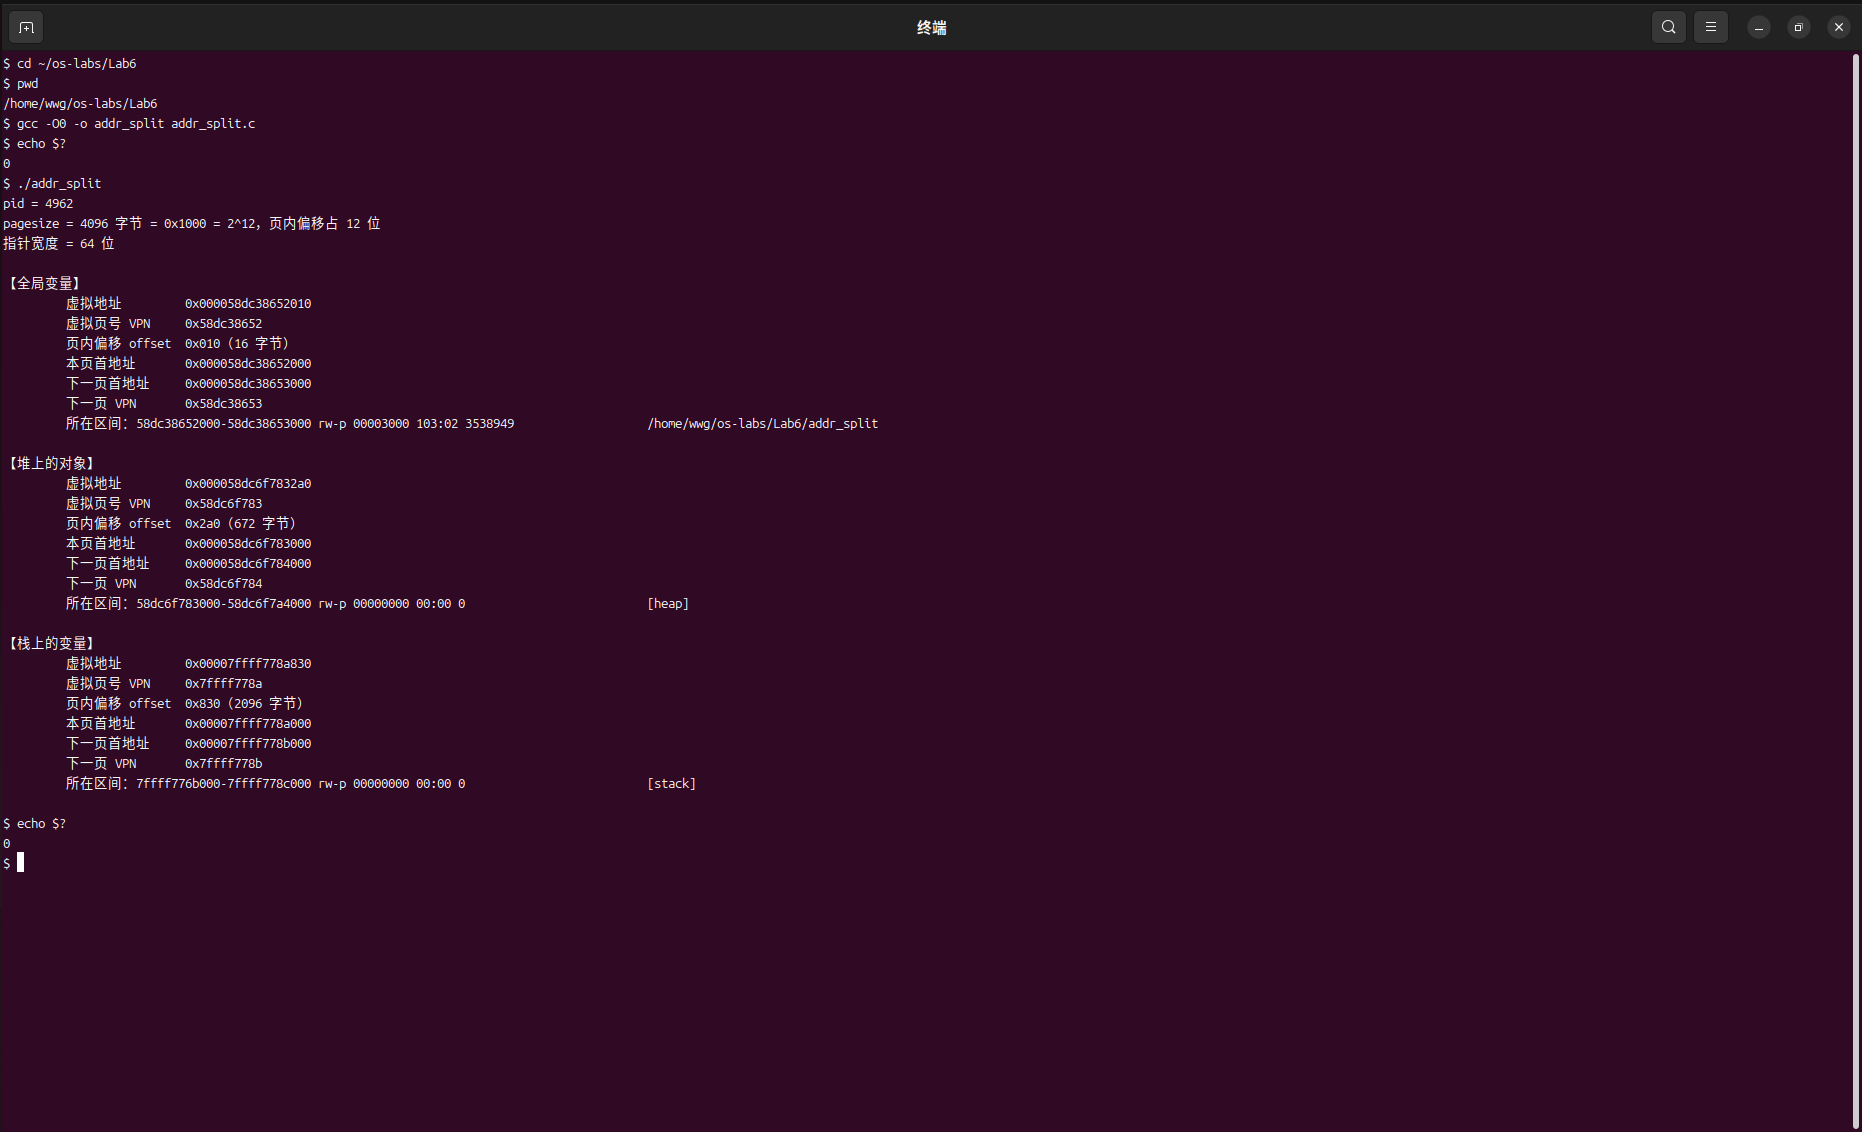 终端
$ cd ~/os-labs/Lab6
$ pwd
/home/wwg/os-labs/Lab6
$ gcc -O0 -o addr_split addr_split.c
$ echo $?
0
$ ./addr_split
pid = 4962
pagesize = 4096 字节 = 0x1000 = 2^12，页内偏移占 12 位
指针宽度 = 64 位
【全局变量】
虚拟地址 0x000058dc38652010
虚拟页号 VPN 0x58dc38652
页内偏移 offset 0x010（16 字节）
本页首地址 0x000058dc38652000
下一页首地址 0x000058dc38653000
下一页 VPN 0x58dc38653
所在区间：58dc38652000-58dc38653000 rw-p 00003000 103:02 3538949 /home/wwg/os-labs/Lab6/addr_split
【堆上的对象】
虚拟地址 0x000058dc6f7832a0
虚拟页号 VPN 0x58dc6f783
页内偏移 offset 0x2a0（672 字节）
本页首地址 0x000058dc6f783000
下一页首地址 0x000058dc6f784000
下一页 VPN 0x58dc6f784
所在区间：58dc6f783000-58dc6f7a4000 rw-p 00000000 00:00 0 [heap]
【栈上的变量】
虚拟地址 0x00007ffff778a830
虚拟页号 VPN 0x7ffff778a
页内偏移 offset 0x830（2096 字节）
本页首地址 0x00007ffff778a000
下一页首地址 0x00007ffff778b000
下一页 VPN 0x7ffff778b
所在区间：7ffff776b000-7ffff778c000 rw-p 00000000 00:00 0 [stack]
$ echo $?
0
$